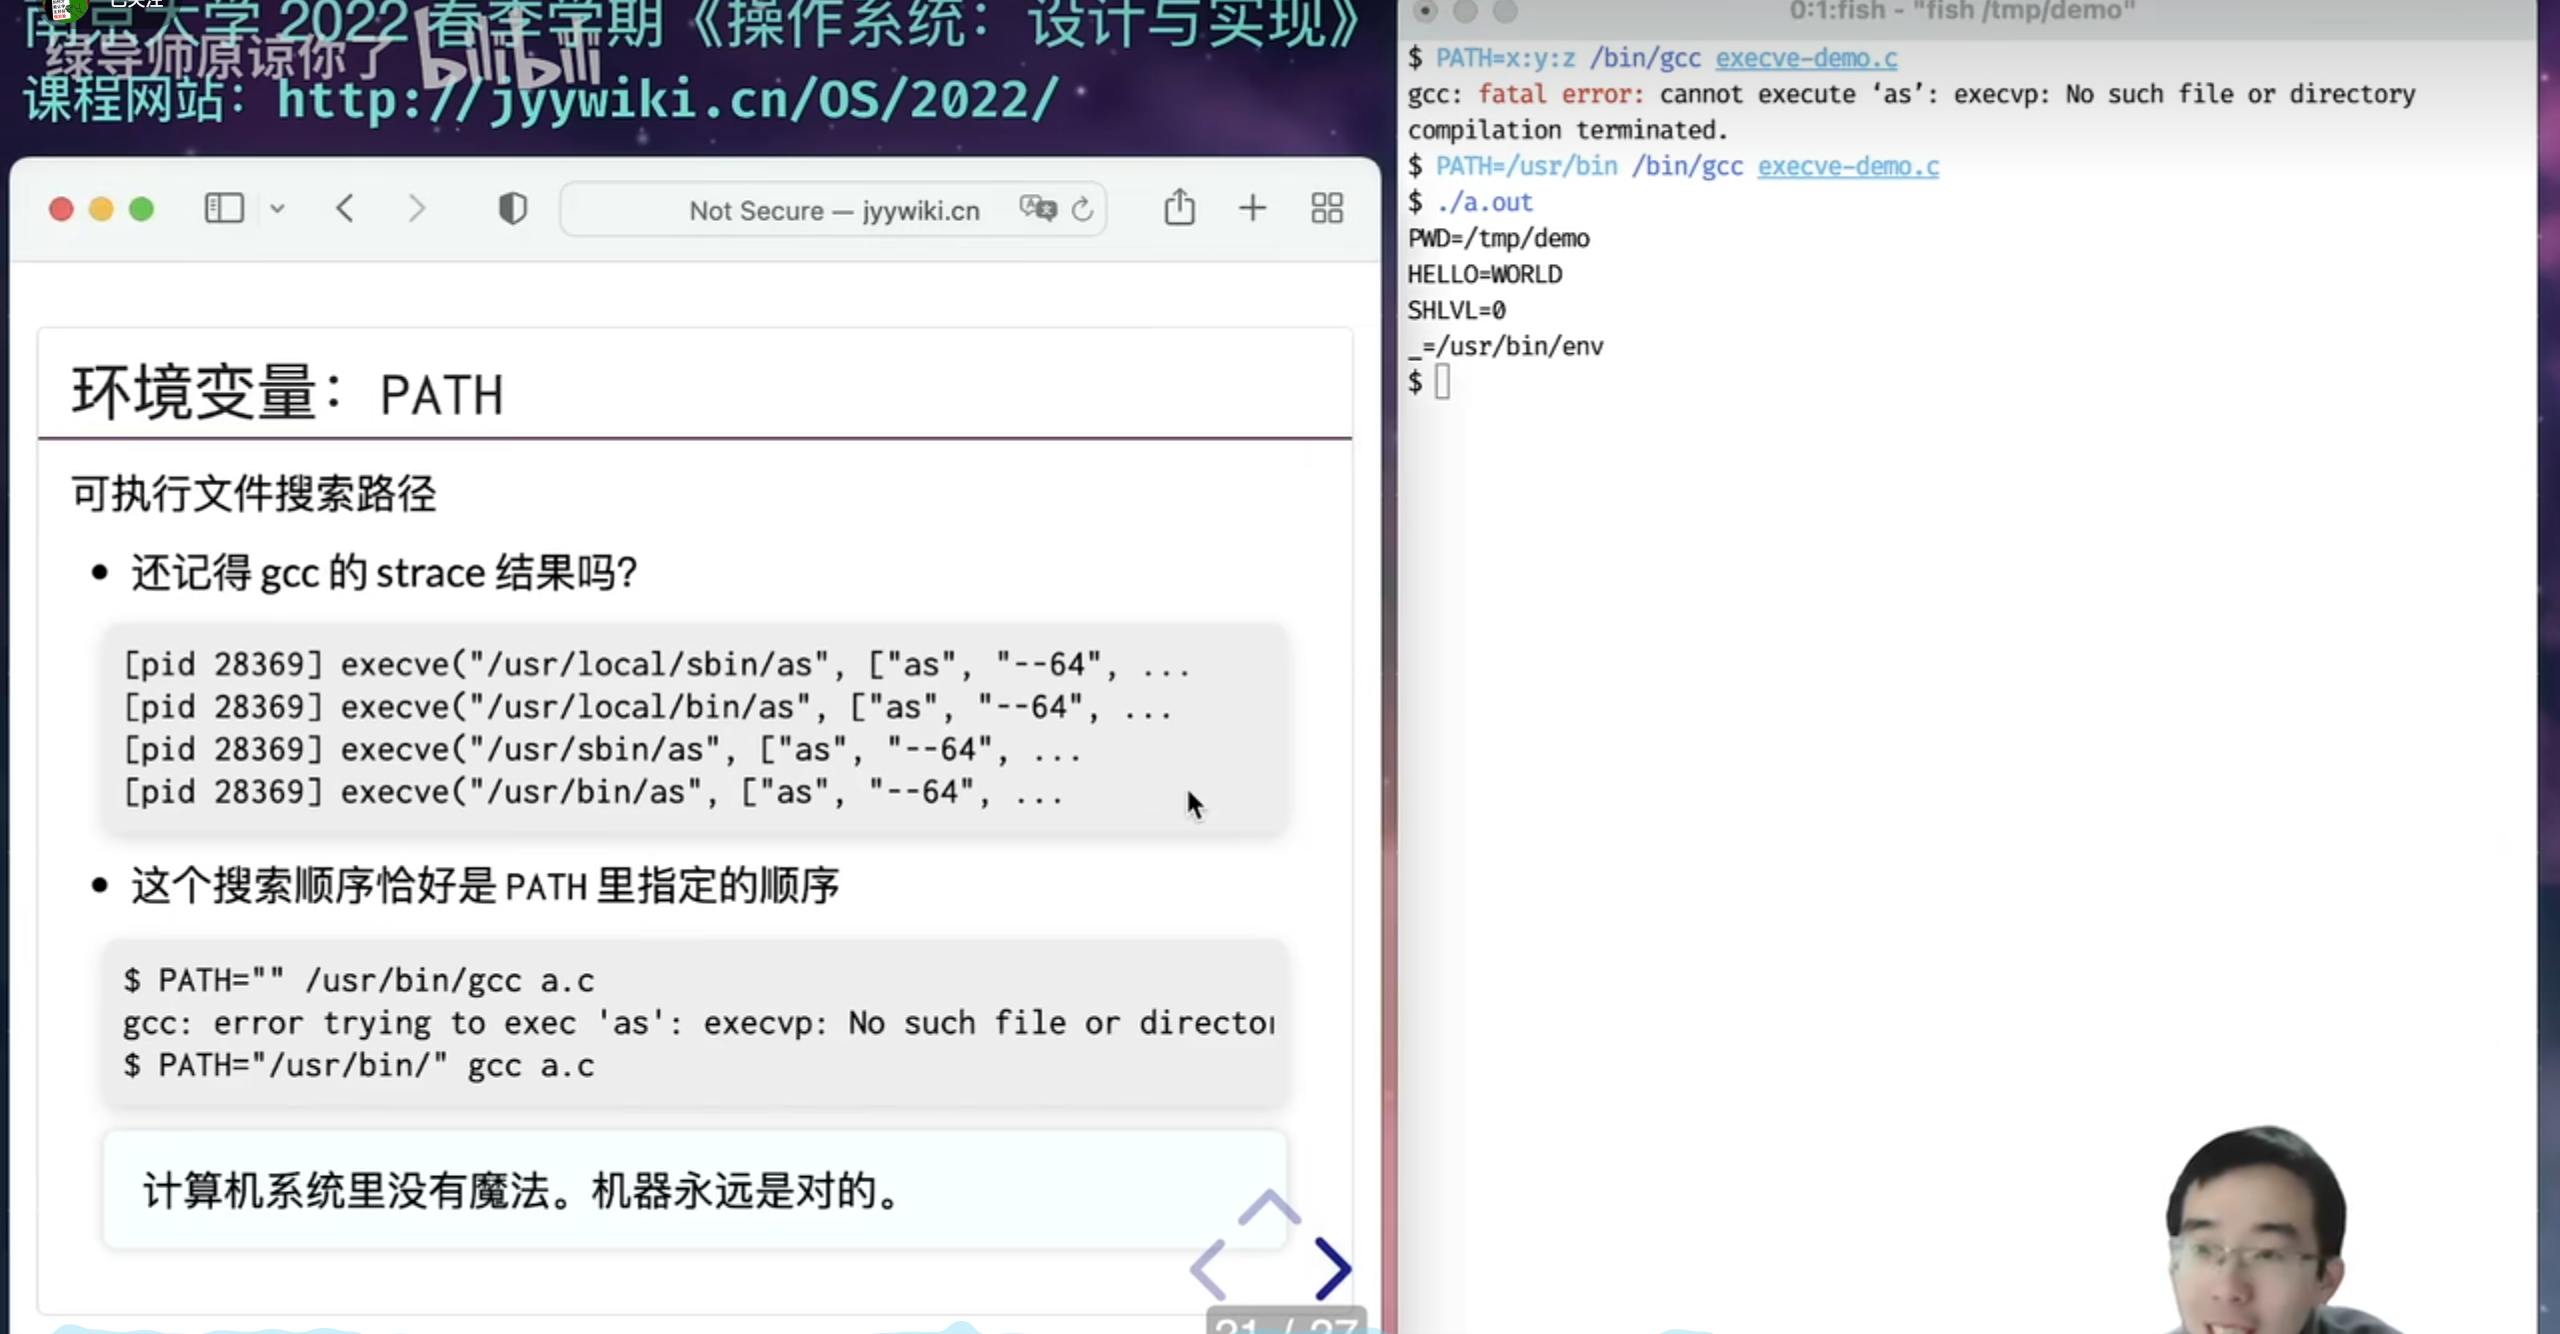 已关注
南京大学 2022 春季学期《操作系统：设计与实现》
绿导师原谅你了 bilibili
课程网站：http://jyywiki.cn/OS/2022/
Not Secure — jyywiki.cn
环境变量：PATH
可执行文件搜索路径
• 还记得 gcc 的 strace 结果吗?
[pid 28369] execve("/usr/local/sbin/as", ["as", "--64", ...
[pid 28369] execve("/usr/local/bin/as", ["as", "--64", ...
[pid 28369] execve("/usr/sbin/as", ["as", "--64", ...
[pid 28369] execve("/usr/bin/as", ["as", "--64", ...
• 这个搜索顺序恰好是 PATH 里指定的顺序
$ PATH="" /usr/bin/gcc a.c
gcc: error trying to exec 'as': execvp: No such file or director
$ PATH="/usr/bin/" gcc a.c
计算机系统里没有魔法。机器永远是对的。
21 / 27
0:1:fish - "fish /tmp/demo"
$ PATH=x:y:z /bin/gcc execve-demo.c
gcc: fatal error: cannot execute ‘as’: execvp: No such file or directory
compilation terminated.
$ PATH=/usr/bin /bin/gcc execve-demo.c
$ ./a.out
PWD=/tmp/demo
HELLO=WORLD
SHLVL=0
_=/usr/bin/env
$